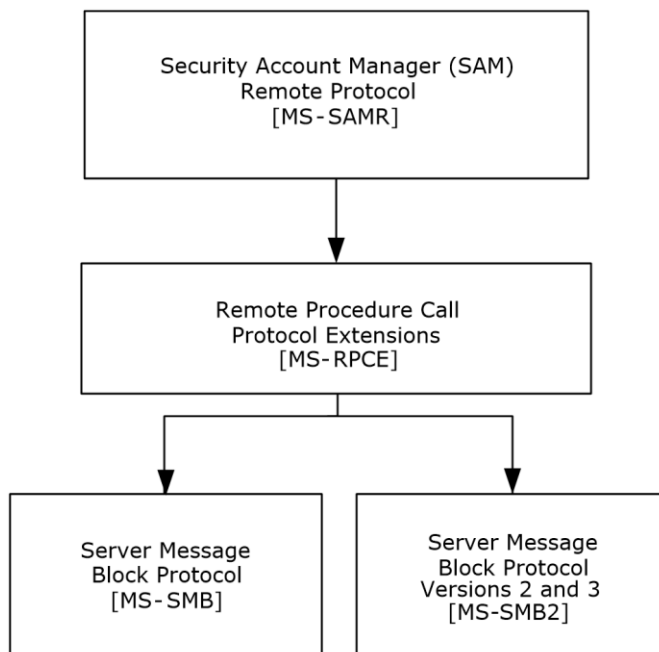 Security Account Manager (SAM)
Remote Protocol
[MS-SAMR]
Remote Procedure Call
Protocol Extensions
[MS-RPCE]
Server Message
Block Protocol
[MS-SMB]
Server Message
Block Protocol
Versions 2 and 3
[MS-SMB2]